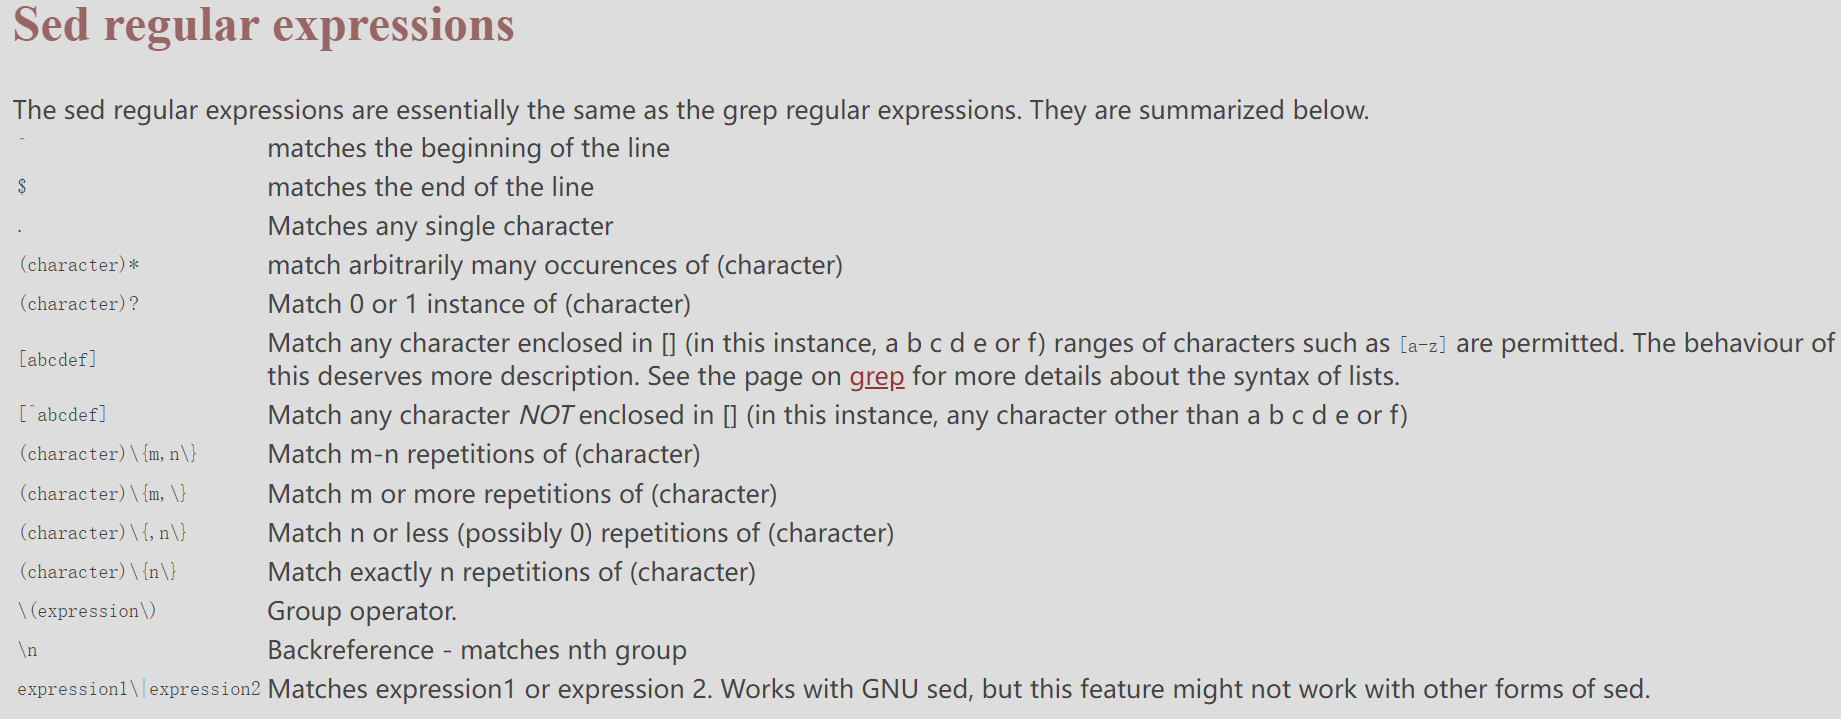 Sed regular expressions
The sed regular expressions are essentially the same as the grep regular expressions. They are summarized below.
^ matches the beginning of the line
$ matches the end of the line
. Matches any single character
(character)* match arbitrarily many occurences of (character)
(character)? Match 0 or 1 instance of (character)
[abcdef] Match any character enclosed in [] (in this instance, a b c d e or f) ranges of characters such as [a-z] are permitted. The behaviour of
this deserves more description. See the page on grep for more details about the syntax of lists.
[^abcdef] Match any character NOT enclosed in [] (in this instance, any character other than a b c d e or f)
(character)\{m,n\} Match m-n repetitions of (character)
(character)\{m,\} Match m or more repetitions of (character)
(character)\{,n\} Match n or less (possibly 0) repetitions of (character)
(character)\{n\} Match exactly n repetitions of (character)
\(expression\) Group operator.
\n Backreference - matches nth group
expression1\|expression2 Matches expression1 or expression 2. Works with GNU sed, but this feature might not work with other forms of sed.